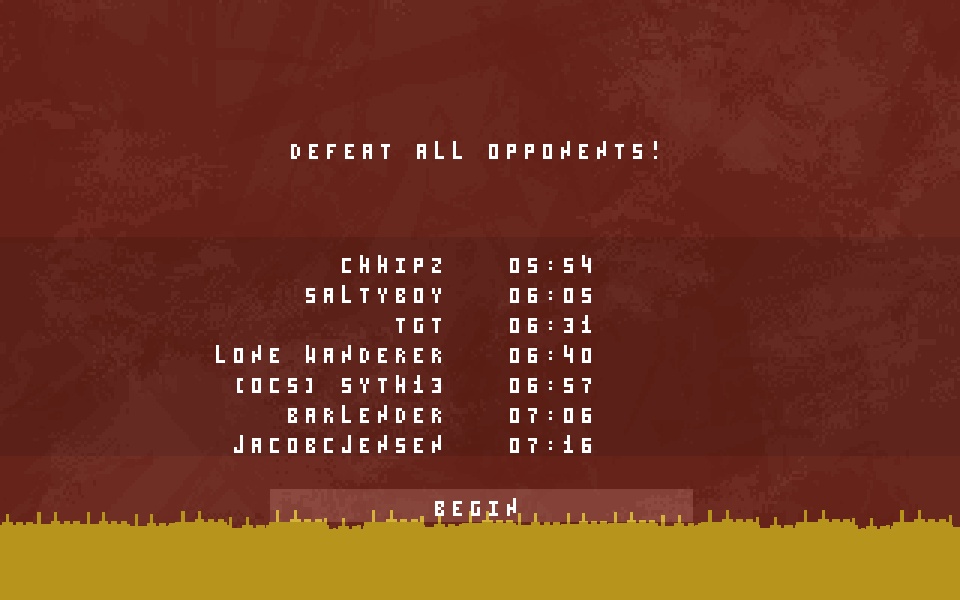 DEFEAT ALL OPPONENTS!
CHHIPZ 05:54
SALTYBOY 06:05
TGT 06:31
LONE WANDERER 06:40
[OCS] SYTH13 06:57
BARLENDER 07:06
JACOBCJENSEN 07:16
BEGIN